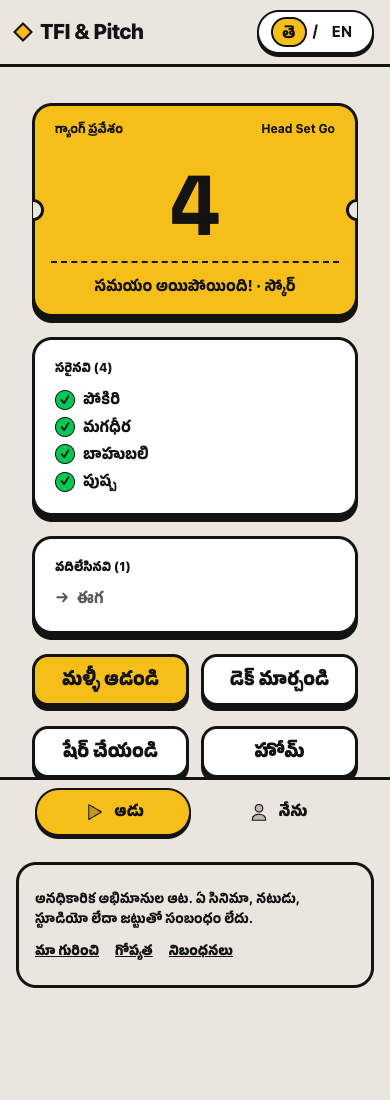 TFI & Pitch
తె / EN
గ్యాంగ్ ప్రవేశం
Head Set Go
4
సమయం అయిపోయింది! · స్కోర్
సరైనవి (4)
పోకిరి
మగధీర
బాహుబలి
పుష్ప
వదిలేసినవి (1)
→ ఈగ
మళ్ళీ ఆడండి
డెక్ మార్చండి
షేర్ చేయండి
హోమ్
ఆడు
నేను
అనధికారిక అభిమానుల ఆట. ఏ సినిమా, నటుడు,
స్టూడియో లేదా జట్టుతో సంబంధం లేదు.
మా గురించి గోప్యత నిబంధనలు